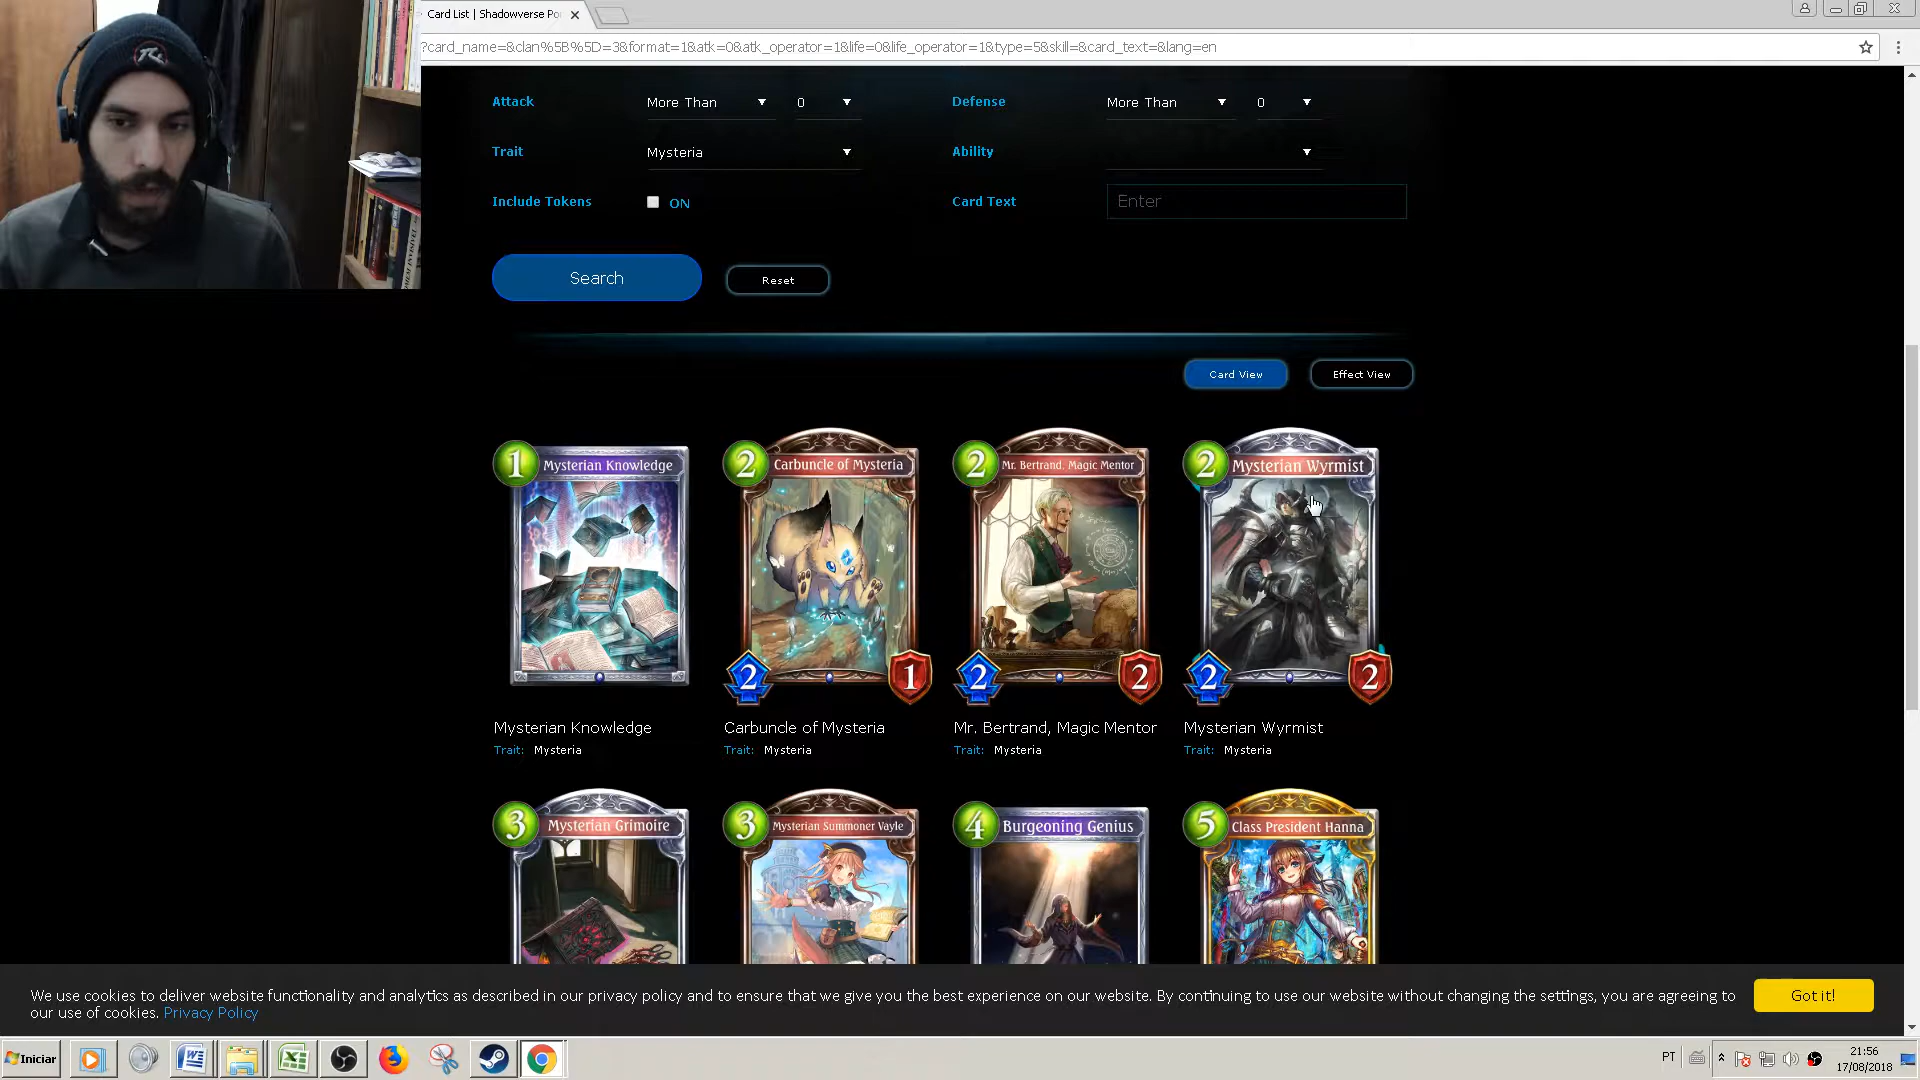 Card List | Shadowverse Po
?card_name=&clan%5B%5D=3&format=1&atk=0&atk_operator=1&life=0&life_operator=1&type=5&skill=&card_text=&lang=en
Attack More Than 0 Defense More Than 0
Trait Mysteria Ability
Include Tokens ON Card Text Enter
Search Reset
Card View Effect View
1 Mysterian Knowledge
2 Carbuncle of Mysteria
2 Mr. Bertrand, Magic Mentor
2 Mysterian Wyrmist
2 1 2 2 2 2
Mysterian Knowledge Carbuncle of Mysteria Mr. Bertrand, Magic Mentor Mysterian Wyrmist
Trait: Mysteria Trait: Mysteria Trait: Mysteria Trait: Mysteria
3 Mysterian Grimoire
3 Mysterian Summoner Vayle
4 Burgeoning Genius
5 Class President Hanna
We use cookies to deliver website functionality and analytics as described in our privacy policy and to ensure that we give you the best experience on our website. By continuing to use our website without changing the settings, you are agreeing to
our use of cookies. Privacy Policy
Got it!
Iniciar
PT
21:56
17/08/2018